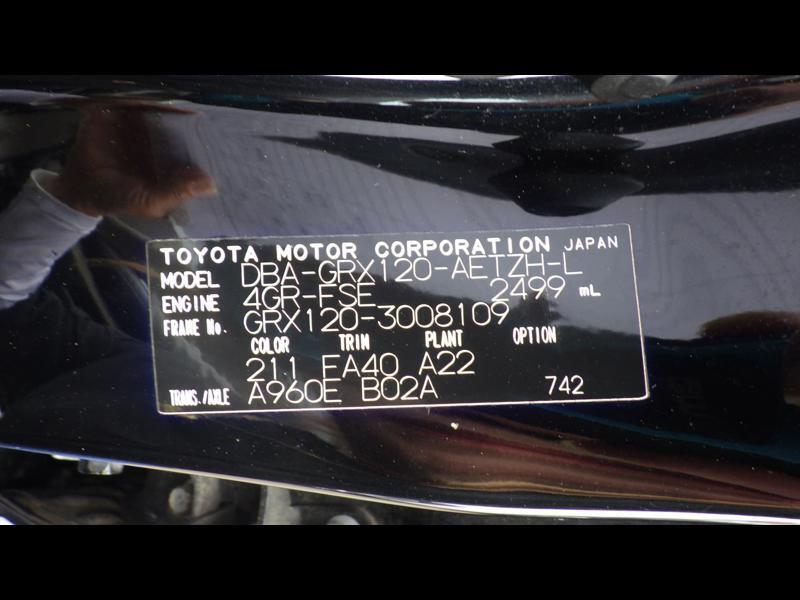 TOYOTA MOTOR CORPORATION JAPAN
MODEL DBA-GRX120-AETZH-L
ENGINE 4GR-FSE 2499 mL
FRAME No. GRX120-3008109
COLOR TRIM PLANT OPTION
211 FA40 A22
TRANS./AXLE A960E B02A 742